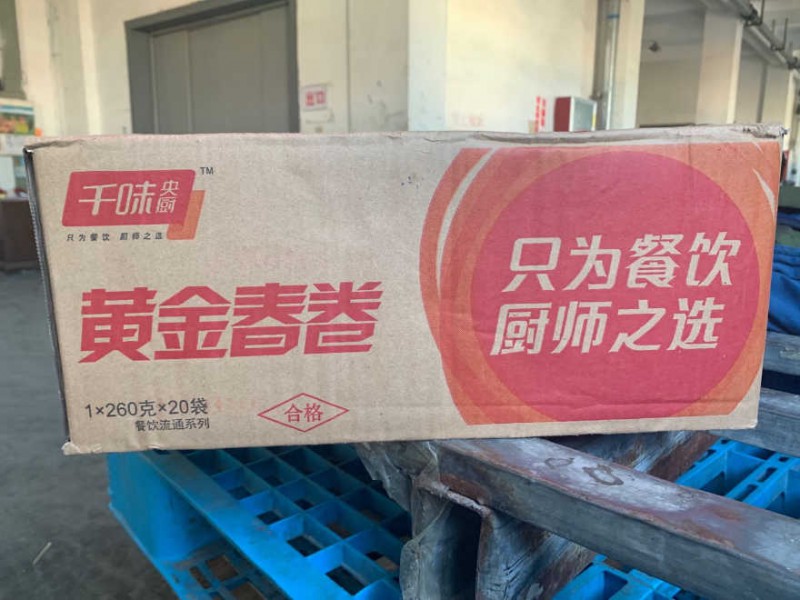 千味央厨™
只为餐饮 厨师之选
黄金春卷
1×260克×20袋
餐饮流通系列
合格
只为餐饮
厨师之选